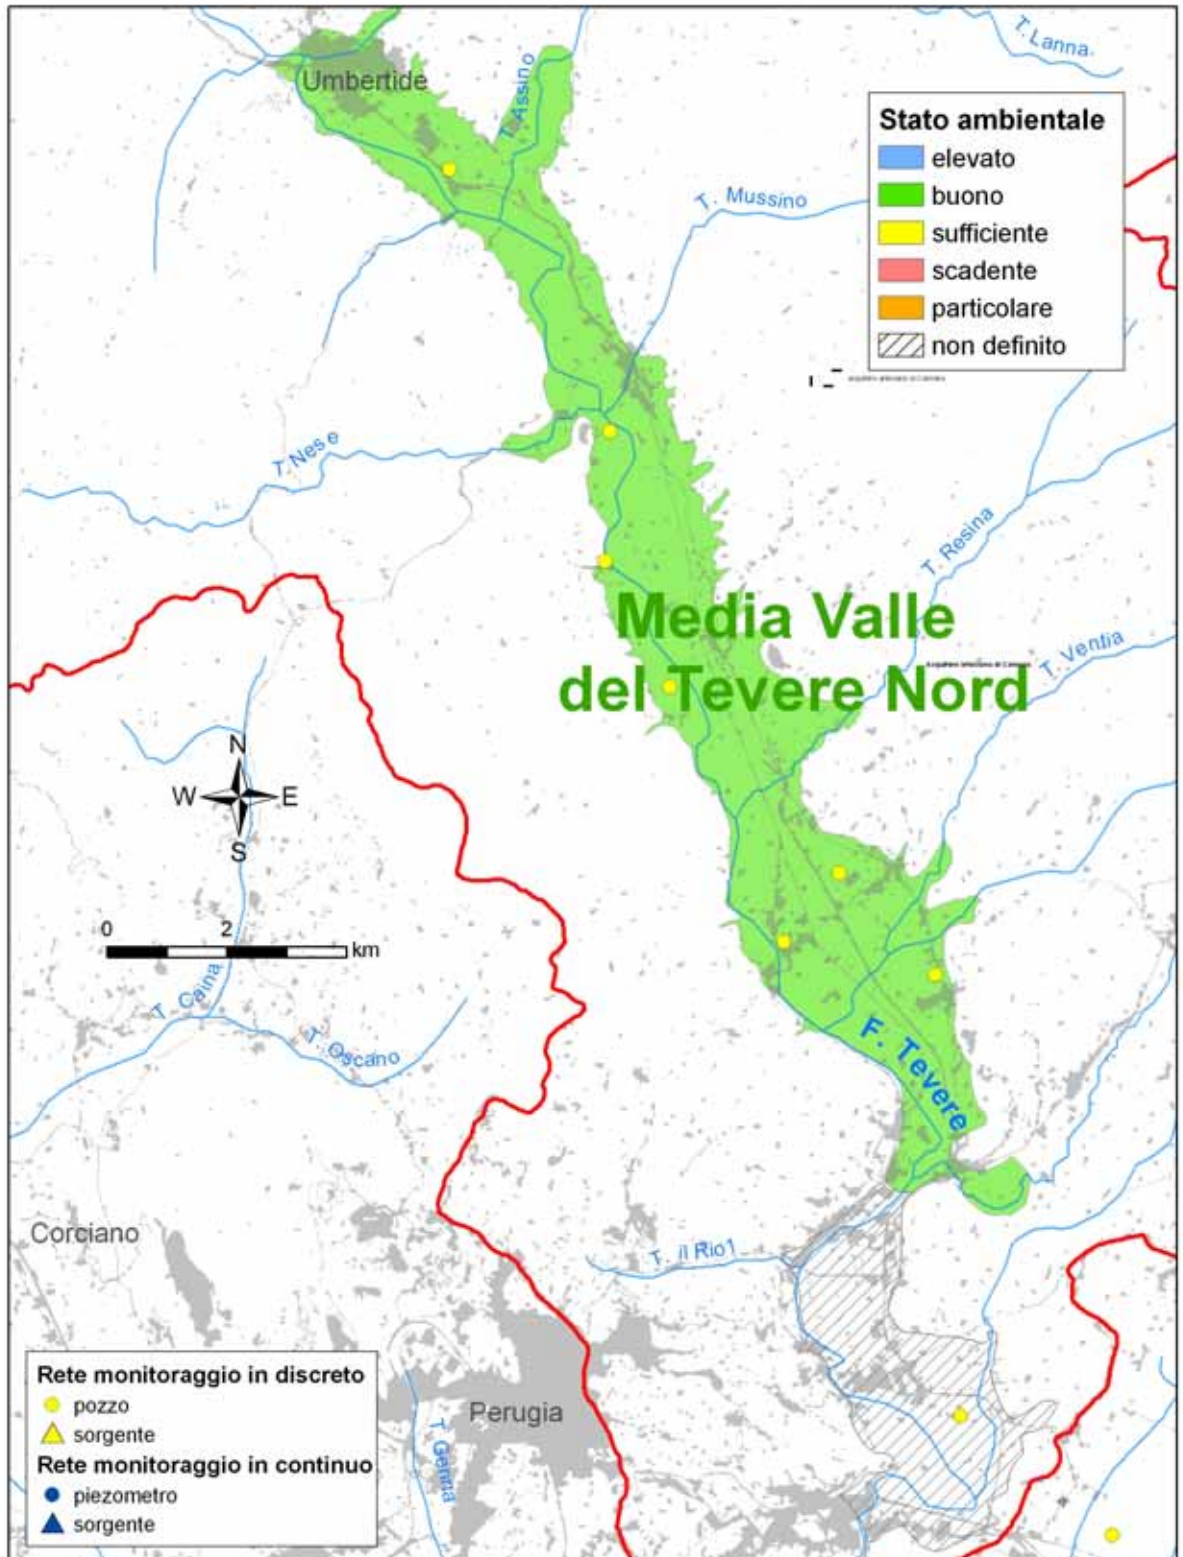 T. Lanna
Umbertide
T. Assino
Stato ambientale
elevato
buono
sufficiente
scadente
particolare
non definito
T. Mussino
T. Nese
T. Resina
Media Valle
del Tevere Nord
T. Ventia
N
W E
S
0 2
km
T. Caina
T. Oscano
F. Tevere
Corciano
T. il Rio1
Rete monitoraggio in discreto
pozzo
sorgente
Rete monitoraggio in continuo
piezometro
sorgente
Perugia
T. Genna